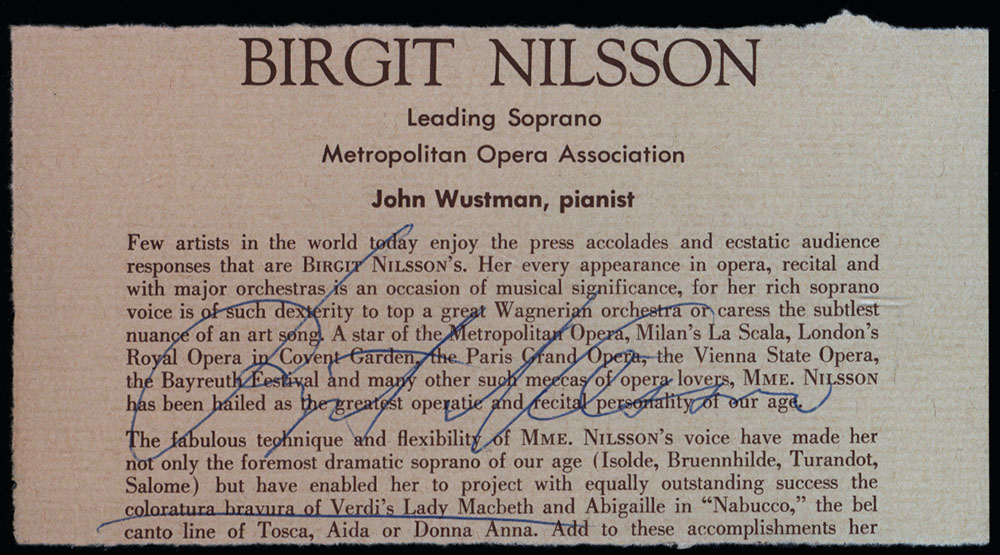 BIRGIT NILSSON
Leading Soprano
Metropolitan Opera Association
John Wustman, pianist
Few artists in the world today enjoy the press accolades and ecstatic audience
responses that are BIRGIT NILSSON'S. Her every appearance in opera, recital and
with major orchestras is an occasion of musical significance, for her rich soprano
voice is of such dexterity to top a great Wagnerian orchestra or caress the subtlest
nuance of an art song. A star of the Metropolitan Opera, Milan's La Scala, London's
Royal Opera in Covent Garden, the Paris Grand Opera, the Vienna State Opera,
the Bayreuth Festival and many other such meccas of opera lovers, MME. NILSSON
has been hailed as the greatest operatic and recital personality of our age.
Birgit Nilsson
The fabulous technique and flexibility of MME. NILSSON'S voice have made her
not only the foremost dramatic soprano of our age (Isolde, Bruennhilde, Turandot,
Salome) but have enabled her to project with equally outstanding success the
coloratura bravura of Verdi's Lady Macbeth and Abigaille in "Nabucco," the bel
canto line of Tosca, Aida or Donna Anna. Add to these accomplishments her